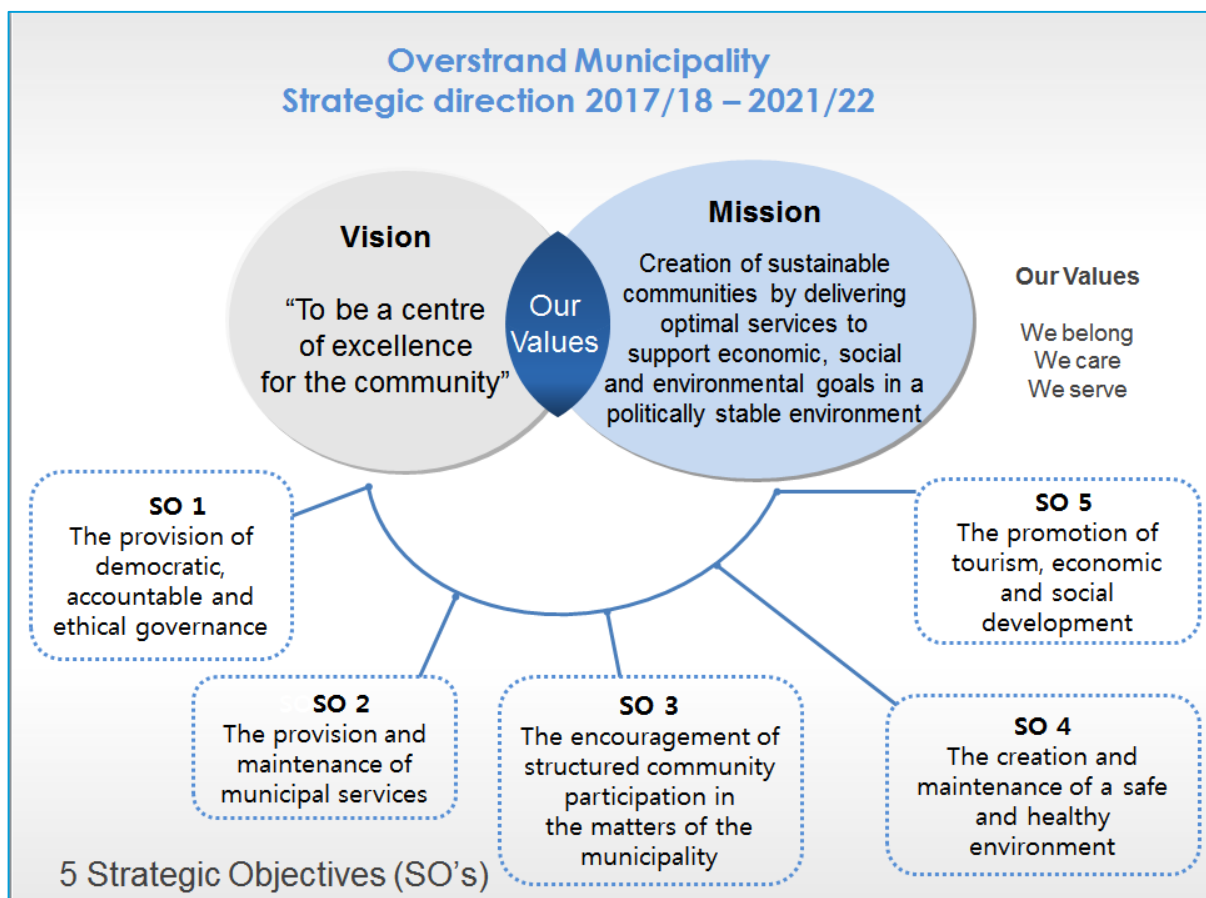 Overstrand Municipality
Strategic direction 2017/18 – 2021/22
Vision
“To be a centre
of excellence
for the community”
Our
Values
Mission
Creation of sustainable
communities by delivering
optimal services to
support economic, social
and environmental goals in a
politically stable environment
Our Values
We belong
We care
We serve
SO 1
The provision of
democratic,
accountable and
ethical governance
SO 2
The provision and
maintenance of
municipal services
SO 3
The encouragement of
structured community
participation in
the matters of the
municipality
SO 4
The creation and
maintenance of a safe
and healthy
environment
SO 5
The promotion of
tourism, economic
and social
development
5 Strategic Objectives (SO’s)